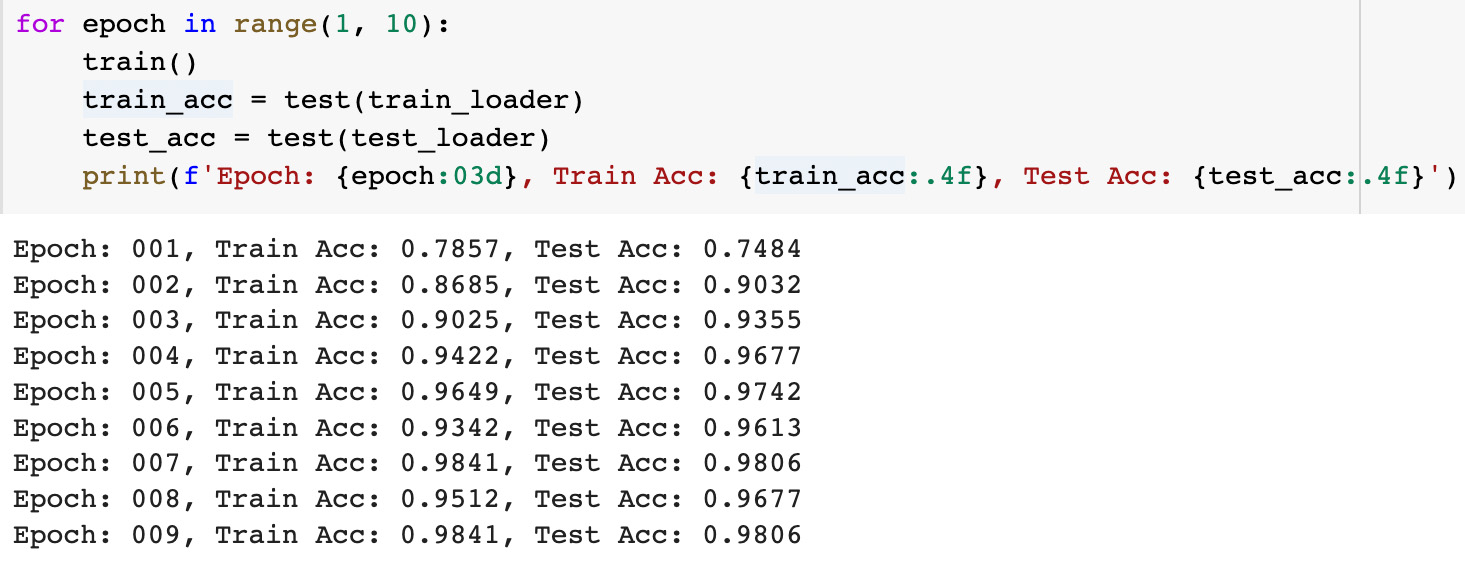 for epoch in range(1, 10):
    train()
    train_acc = test(train_loader)
    test_acc = test(test_loader)
    print(f'Epoch: {epoch:03d}, Train Acc: {train_acc:.4f}, Test Acc: {test_acc:.4f}')
Epoch: 001, Train Acc: 0.7857, Test Acc: 0.7484
Epoch: 002, Train Acc: 0.8685, Test Acc: 0.9032
Epoch: 003, Train Acc: 0.9025, Test Acc: 0.9355
Epoch: 004, Train Acc: 0.9422, Test Acc: 0.9677
Epoch: 005, Train Acc: 0.9649, Test Acc: 0.9742
Epoch: 006, Train Acc: 0.9342, Test Acc: 0.9613
Epoch: 007, Train Acc: 0.9841, Test Acc: 0.9806
Epoch: 008, Train Acc: 0.9512, Test Acc: 0.9677
Epoch: 009, Train Acc: 0.9841, Test Acc: 0.9806